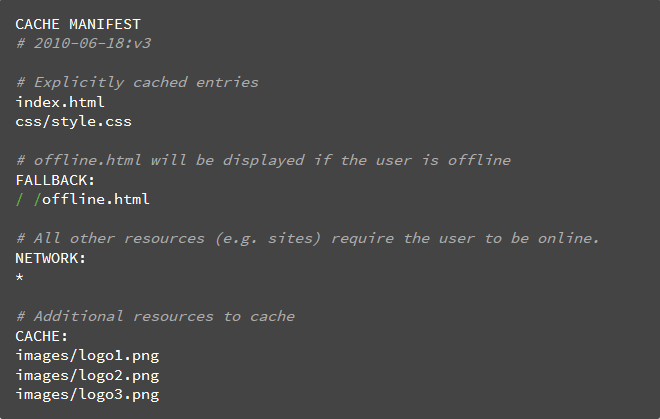 CACHE MANIFEST
# 2010-06-18:v3
# Explicitly cached entries
index.html
css/style.css
# offline.html will be displayed if the user is offline
FALLBACK:
/ /offline.html
# All other resources (e.g. sites) require the user to be online.
NETWORK:
*
# Additional resources to cache
CACHE:
images/logo1.png
images/logo2.png
images/logo3.png